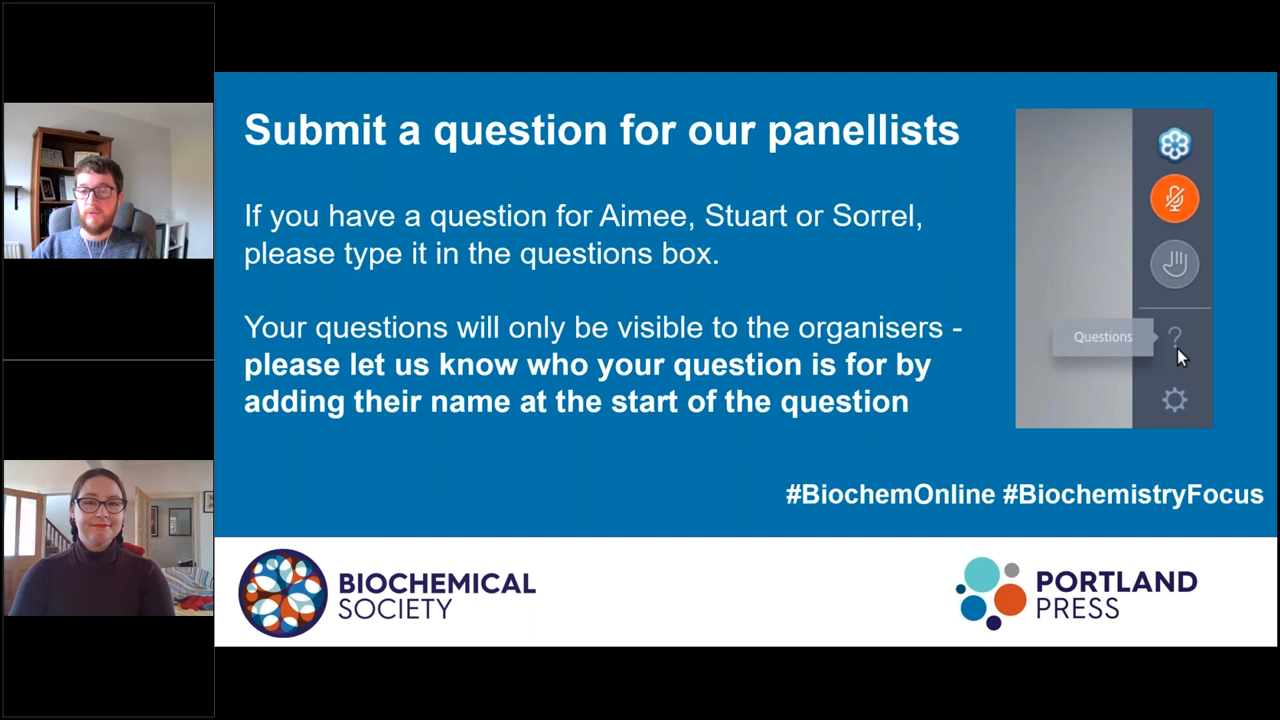 Submit a question for our panellists
If you have a question for Aimee, Stuart or Sorrel,
please type it in the questions box.
Your questions will only be visible to the organisers -
please let us know who your question is for by
adding their name at the start of the question
Questions
?
#BiochemOnline #BiochemistryFocus
BIOCHEMICAL
SOCIETY
PORTLAND
PRESS